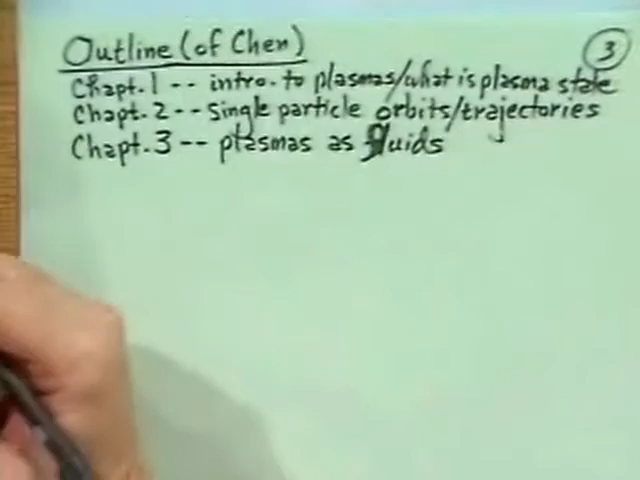 Outline (of Chen)
3
Chapt. 1 -- intro. to plasmas/what is plasma state
Chapt. 2 -- Single particle orbits/trajectories
Chapt. 3 -- plasmas as fluids